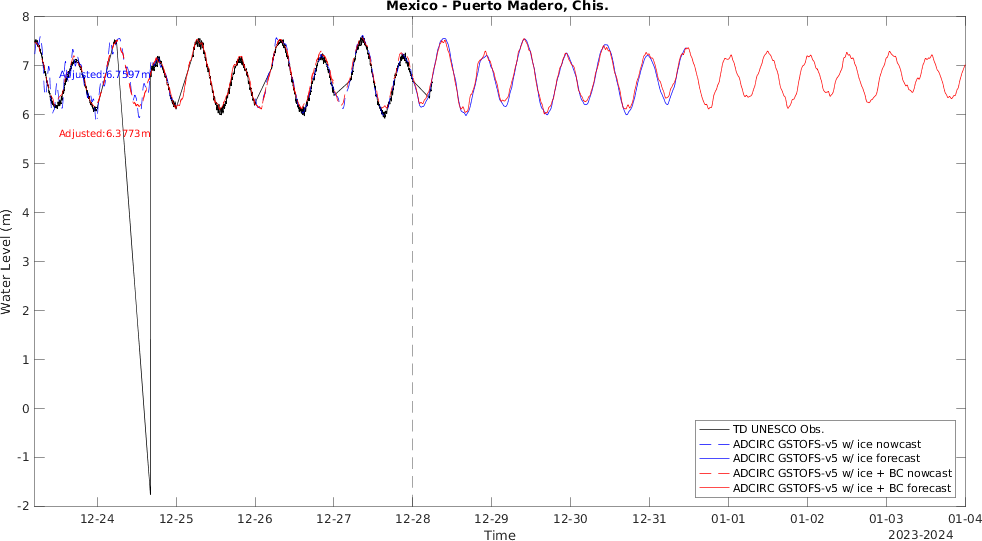 Mexico - Puerto Madero, Chis.
8
7
6
5
4
3
2
1
0
-1
-2
Water Level (m)
Adjusted:6.7597m
Adjusted:6.3773m
TD UNESCO Obs.
ADCIRC GSTOFS-v5 w/ ice nowcast
ADCIRC GSTOFS-v5 w/ ice forecast
ADCIRC GSTOFS-v5 w/ ice + BC nowcast
ADCIRC GSTOFS-v5 w/ ice + BC forecast
12-24 12-25 12-26 12-27 12-28 12-29 12-30 12-31 01-01 01-02 01-03 01-04
Time
2023-2024